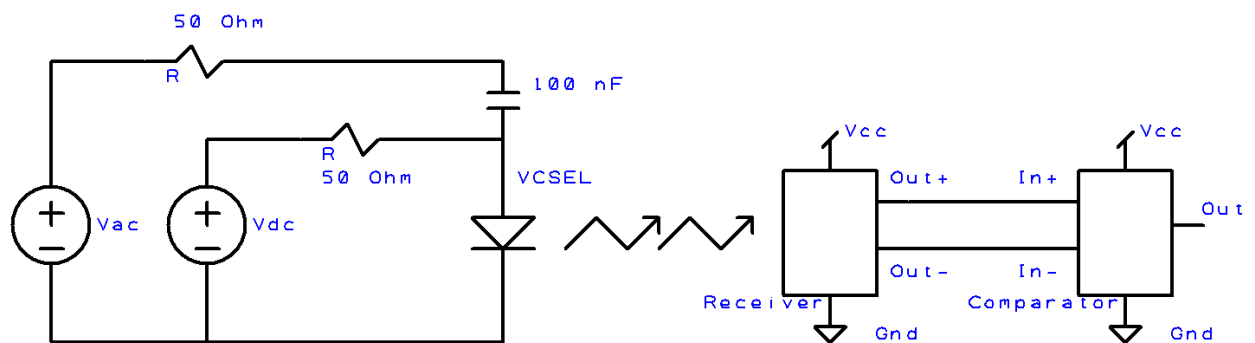 50 Ohm
R
100 nF
R
50 Ohm
VCSEL
Vac
Vdc
Vcc
Vcc
Out+
In+
Out
Out-
In-
Receiver
Comparator
Gnd
Gnd